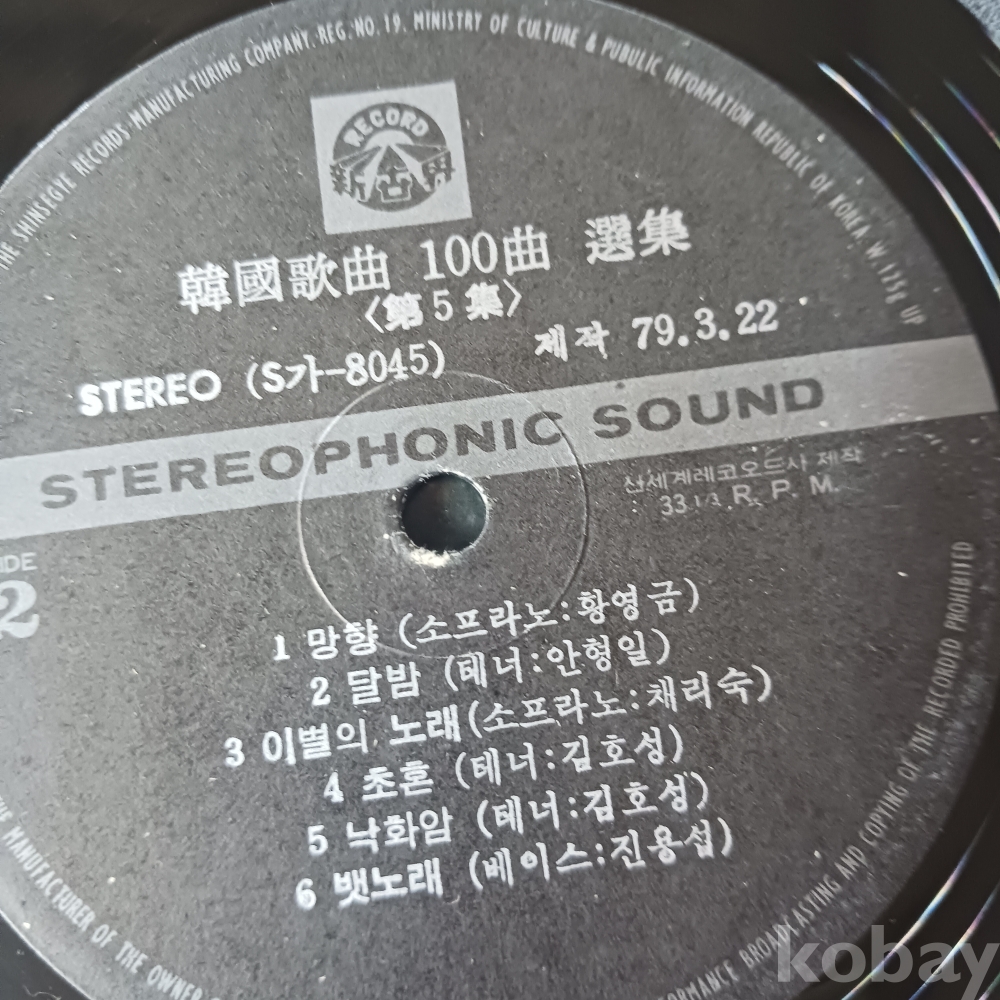 THE SHINSEGYE RECORDS MANUFACTURING COMPANY. REG. NO. 19. MINISTRY OF CULTURE & PUBULIC INFORMATION REPUBLIC OF KOREA. W. 125g UP
RECORD
新世界
韓國歌曲 100曲 選集
〈第5集〉
STEREO (S가-8045) 제작 79.3.22
STEREOPHONIC SOUND
신세계레코오드사 제작
33 1/3 R. P. M.
2
1 망향 (소프라노:황영금)
2 달밤 (테너:안형일)
3 이별의 노래(소프라노:채리숙)
4 초혼 (테너:김호성)
5 낙화암 (테너:김호성)
6 뱃노래 (베이스:진용섭)
MANUFACTURER OF THE OWNER
BROADCASTING AND COPYING OF THE RECORDED PROHIBITED
kobay